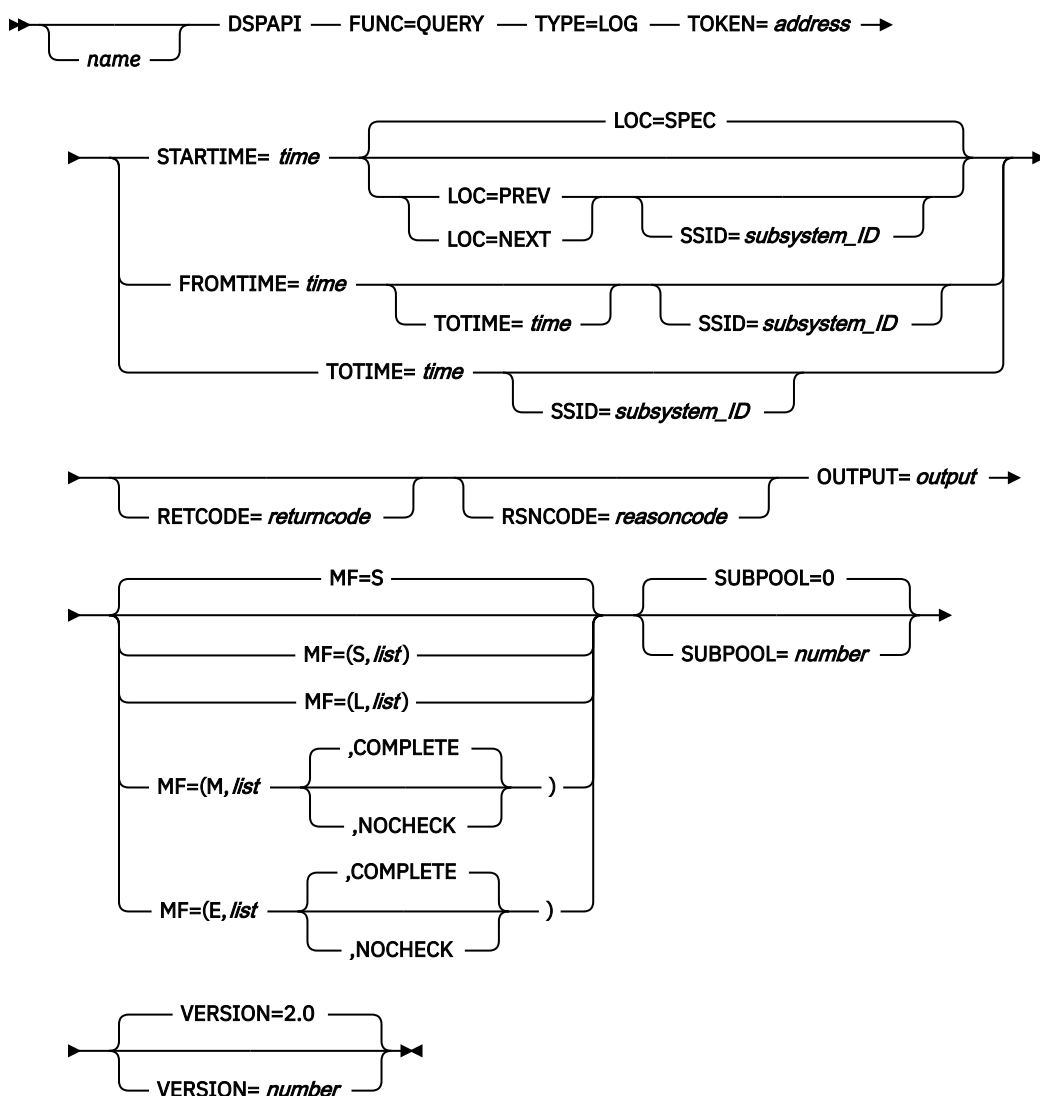 DSPAPI FUNC=QUERY TYPE=LOG TOKEN= address
name
LOC=SPEC
STARTIME= time
LOC=PREV
LOC=NEXT SSID= subsystem_ID
FROMTIME= time
TOTIME= time SSID= subsystem_ID
TOTIME= time
SSID= subsystem_ID
OUTPUT= output
RETCODE= returncode RSNCODE= reasoncode
MF=S SUBPOOL=0
MF=(S,list) SUBPOOL= number
MF=(L,list)
,COMPLETE
MF=(M,list )
,NOCHECK
,COMPLETE
MF=(E,list )
,NOCHECK
VERSION=2.0
VERSION= number